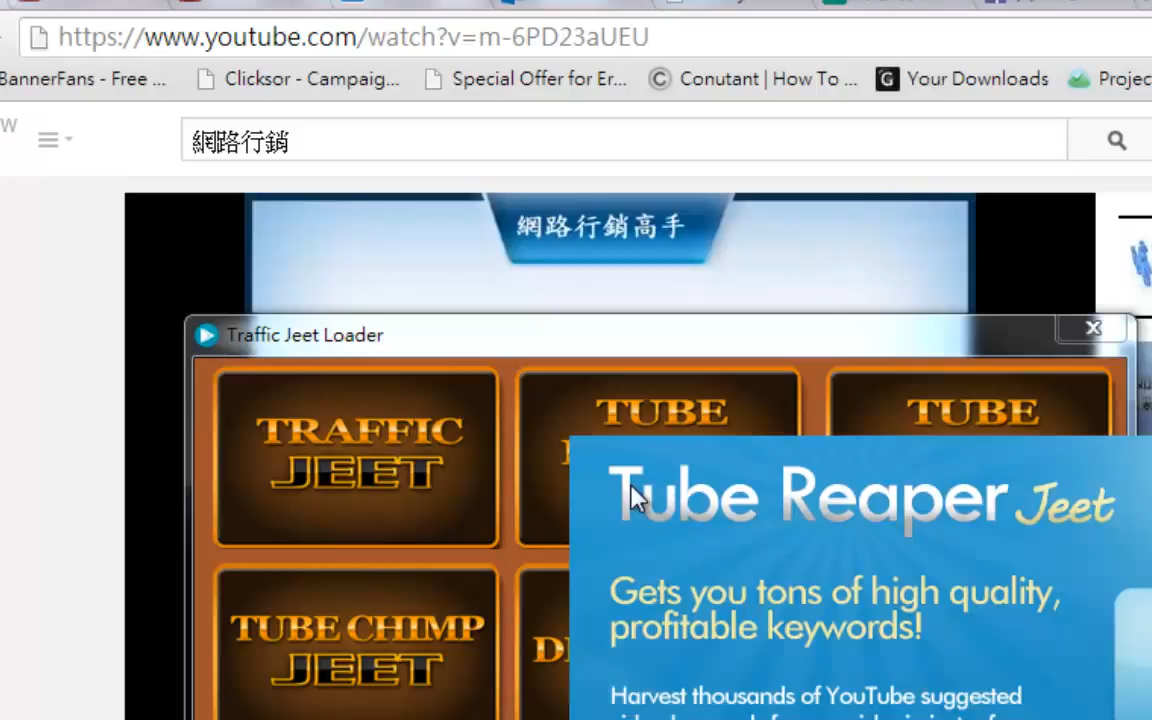 https://www.youtube.com/watch?v=m-6PD23aUEU
BannerFans - Free ...
Clicksor - Campaig...
Special Offer for Er...
Conutant | How To ...
Your Downloads
Projec
W
網路行銷
網路行銷高手
Traffic Jeet Loader
TRAFFIC
JEET
TUBE
TUBE
Tube Reaper Jeet
Gets you tons of high quality,
profitable keywords!
TUBE CHIMP
JEET
Harvest thousands of YouTube suggested